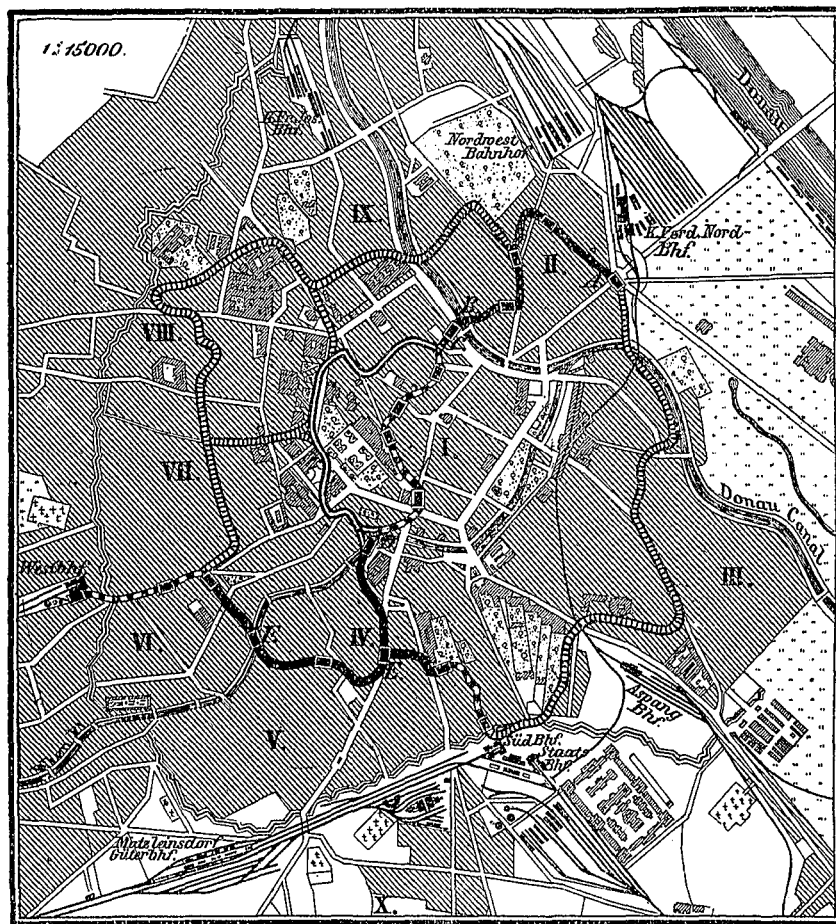 1:15000.
Donau
K. Fr. Jos.
Bhf.
Nordwest
Bahnhof
IX.
K. Ferd. Nord-
Bhf.
II.
A
VIII.
I.
VII.
Donau Canal.
Westbhf.
III.
VI.
IV.
V.
Aspang
Bhf.
Süd Bhf.
Staats
Bhf.
Matzleinsdorf
Güterbhf.
X.